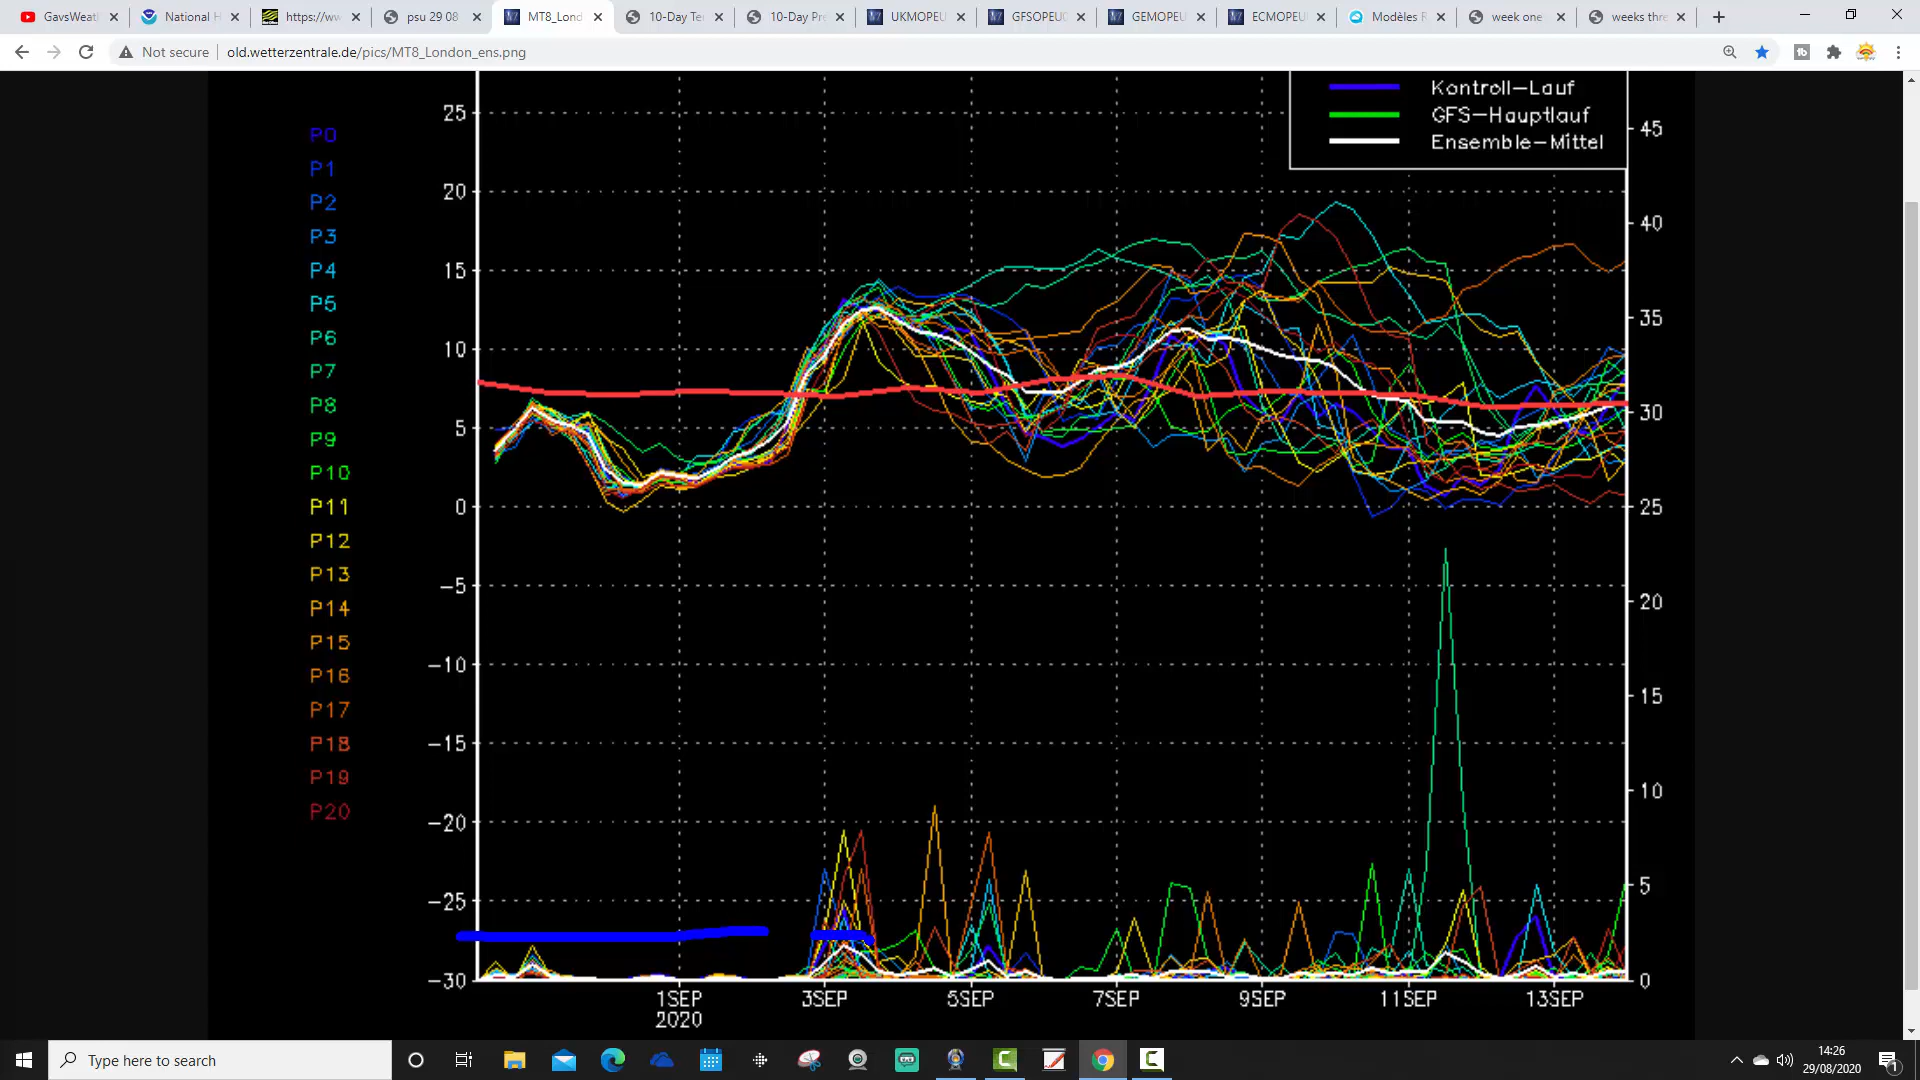 GavsWeath
National H
https://ww
psu 29 08
MT8_Lond
10-Day Te
10-Day Pr
UKMOPEU
GFSOPEU
GEMOPEU
ECMOPEU
Modèles R
week one
weeks thre
Not secure
old.wetterzentrale.de/pics/MT8_London_ens.png
Kontroll-Lauf
GFS-Hauptlauf
Ensemble-Mittel
P0
P1
P2
P3
P4
P5
P6
P7
P8
P9
P10
P11
P12
P13
P14
P15
P16
P17
P18
P19
P20
25
20
15
10
5
0
-5
-10
-15
-20
-25
-30
45
40
35
30
25
20
15
10
5
0
1SEP
2020
3SEP
5SEP
7SEP
9SEP
11SEP
13SEP
Type here to search
14:26
29/08/2020
1